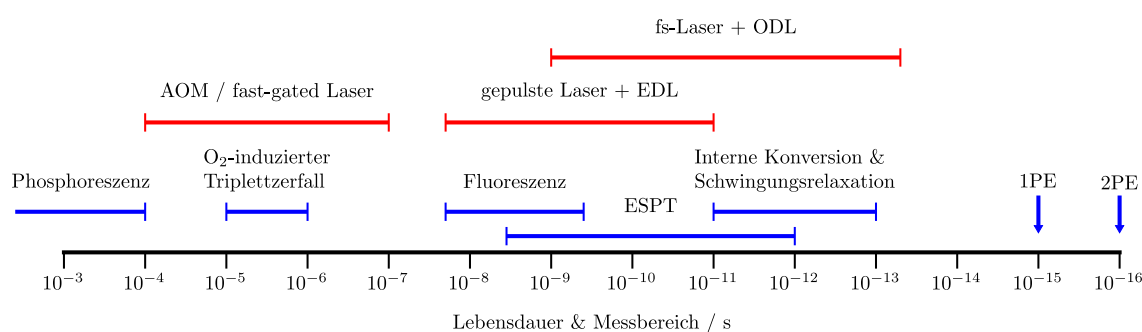 fs-Laser + ODL
AOM / fast-gated Laser
gepulste Laser + EDL
O₂-induzierter
Triplettzerfall
Interne Konversion &
Schwingungsrelaxation
Phosphoreszenz
Fluoreszenz
ESPT
1PE
2PE
10⁻³ 10⁻⁴ 10⁻⁵ 10⁻⁶ 10⁻⁷ 10⁻⁸ 10⁻⁹ 10⁻¹⁰ 10⁻¹¹ 10⁻¹² 10⁻¹³ 10⁻¹⁴ 10⁻¹⁵ 10⁻¹⁶
Lebensdauer & Messbereich / s